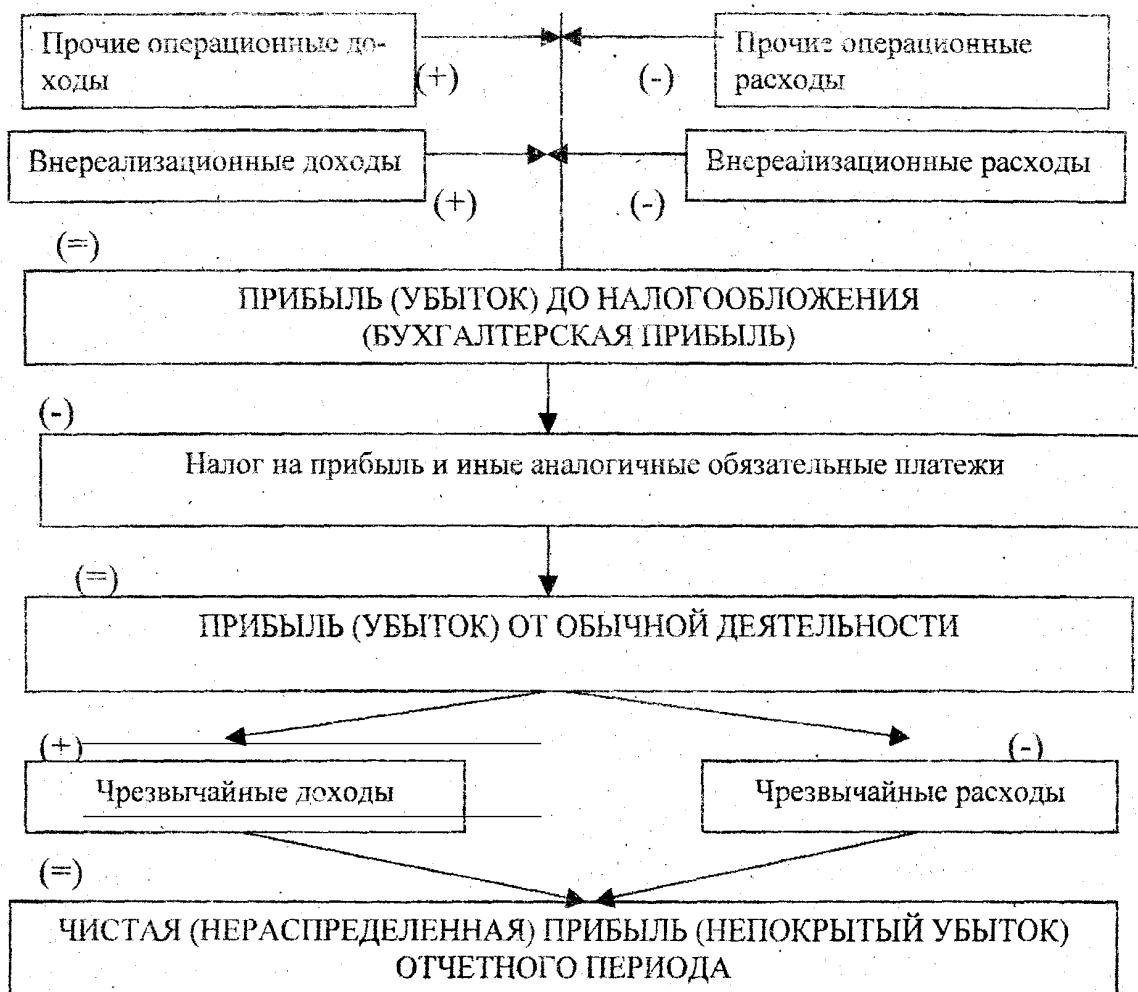 Прочие операционные до-
ходы
(+)
(-)
Прочие операционные
расходы
Внереализационные доходы
(+)
(-)
Внереализационные расходы
(=)
ПРИБЫЛЬ (УБЫТОК) ДО НАЛОГООБЛОЖЕНИЯ
(БУХГАЛТЕРСКАЯ ПРИБЫЛЬ)
(-)
Налог на прибыль и иные аналогичные обязательные платежи
(=)
ПРИБЫЛЬ (УБЫТОК) ОТ ОБЫЧНОЙ ДЕЯТЕЛЬНОСТИ
(+)
(-)
Чрезвычайные доходы
Чрезвычайные расходы
(=)
ЧИСТАЯ (НЕРАСПРЕДЕЛЕННАЯ) ПРИБЫЛЬ (НЕПОКРЫТЫЙ УБЫТОК)
ОТЧЕТНОГО ПЕРИОДА